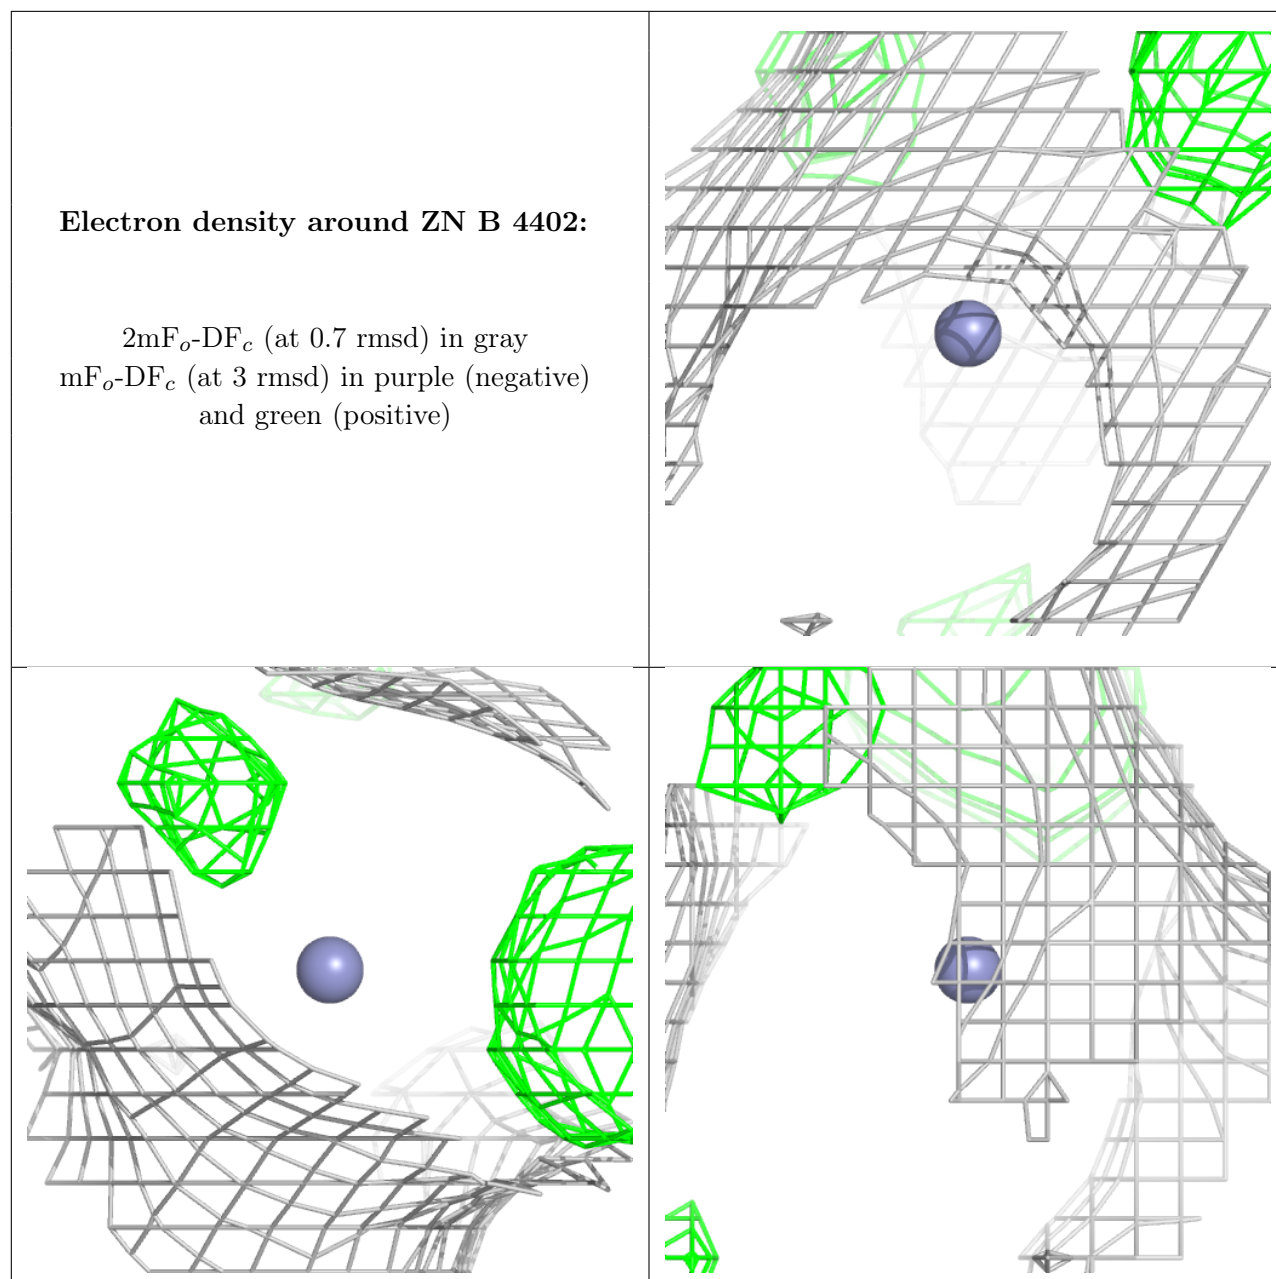 Electron density around ZN B 4402:
2mFo-DFc (at 0.7 rmsd) in gray
mFo-DFc (at 3 rmsd) in purple (negative)
and green (positive)